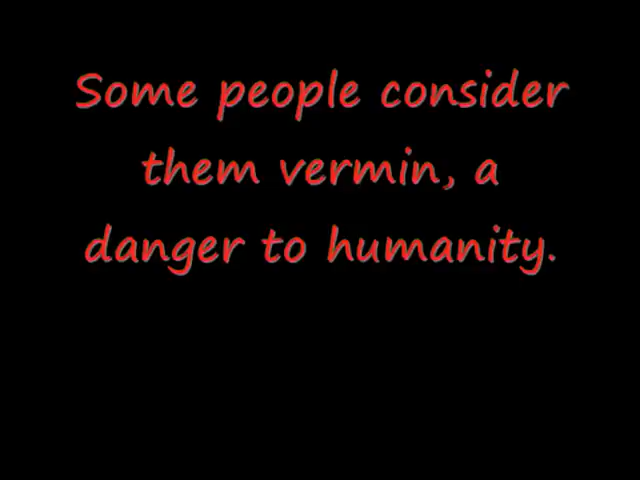 Some people consider
them vermin, a
danger to humanity.